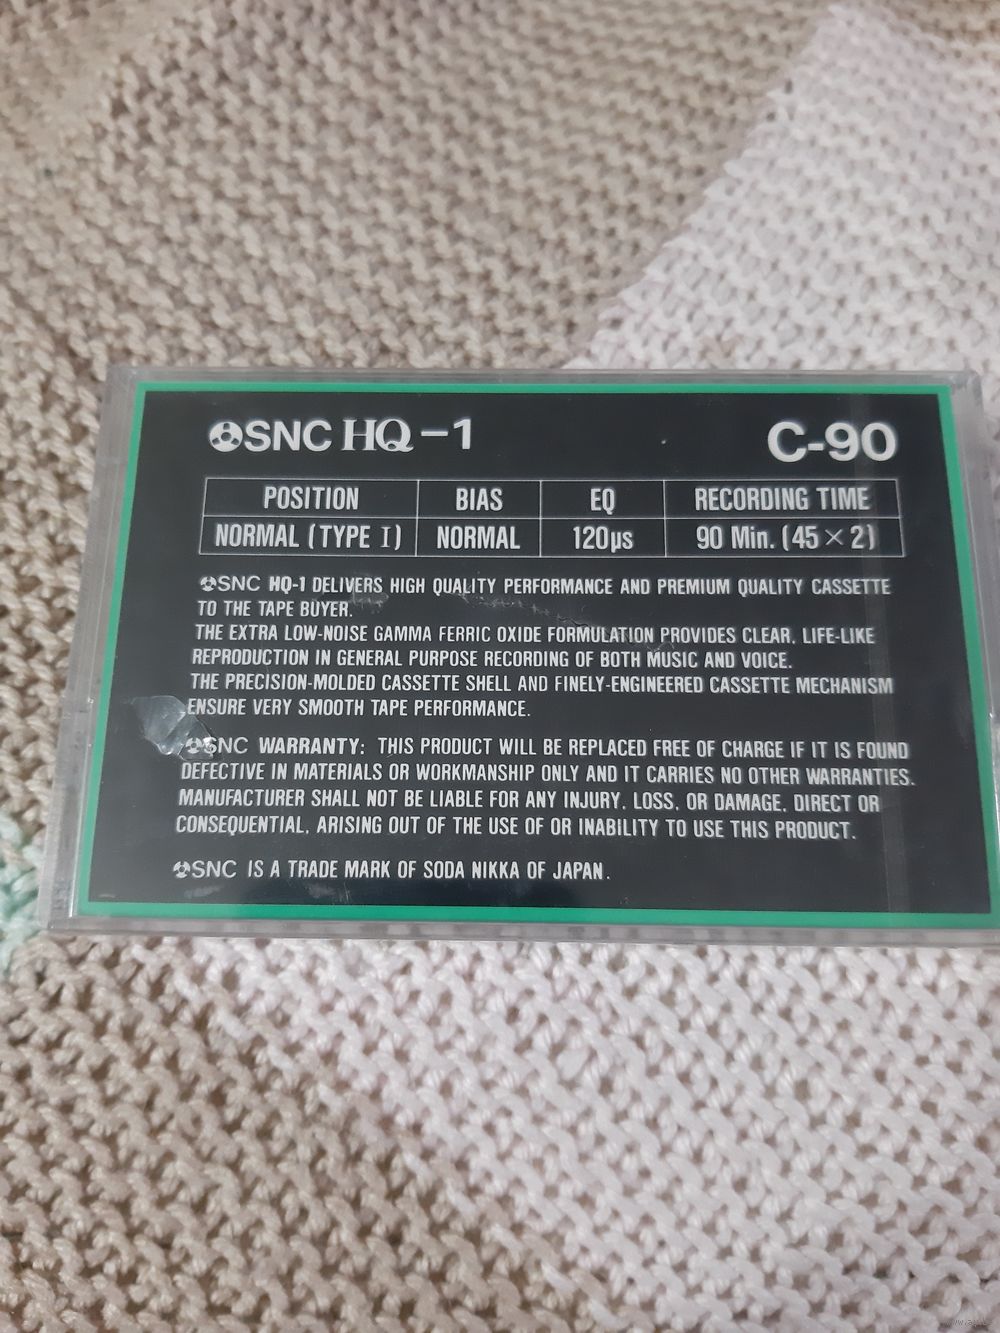 SNC HQ-1 C-90
POSITION BIAS EQ RECORDING TIME
NORMAL (TYPE I) NORMAL 120µs 90 Min. (45 × 2)
SNC HQ-1 DELIVERS HIGH QUALITY PERFORMANCE AND PREMIUM QUALITY CASSETTE
TO THE TAPE BUYER.
THE EXTRA LOW-NOISE GAMMA FERRIC OXIDE FORMULATION PROVIDES CLEAR, LIFE-LIKE
REPRODUCTION IN GENERAL PURPOSE RECORDING OF BOTH MUSIC AND VOICE.
THE PRECISION-MOLDED CASSETTE SHELL AND FINELY-ENGINEERED CASSETTE MECHANISM
ENSURE VERY SMOOTH TAPE PERFORMANCE.
SNC WARRANTY: THIS PRODUCT WILL BE REPLACED FREE OF CHARGE IF IT IS FOUND
DEFECTIVE IN MATERIALS OR WORKMANSHIP ONLY AND IT CARRIES NO OTHER WARRANTIES.
MANUFACTURER SHALL NOT BE LIABLE FOR ANY INJURY, LOSS, OR DAMAGE, DIRECT OR
CONSEQUENTIAL, ARISING OUT OF THE USE OF OR INABILITY TO USE THIS PRODUCT.
SNC IS A TRADE MARK OF SODA NIKKA OF JAPAN.